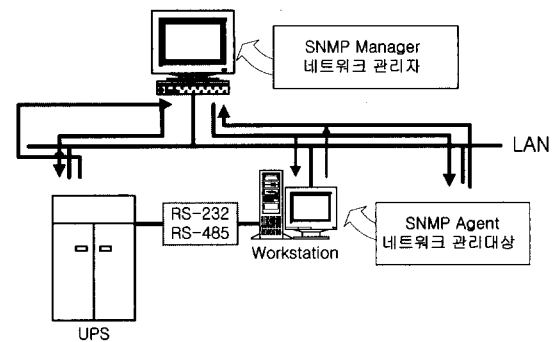 SNMP Manager
네트워크 관리자
LAN
RS-232
RS-485
SNMP Agent
네트워크 관리대상
Workstation
UPS